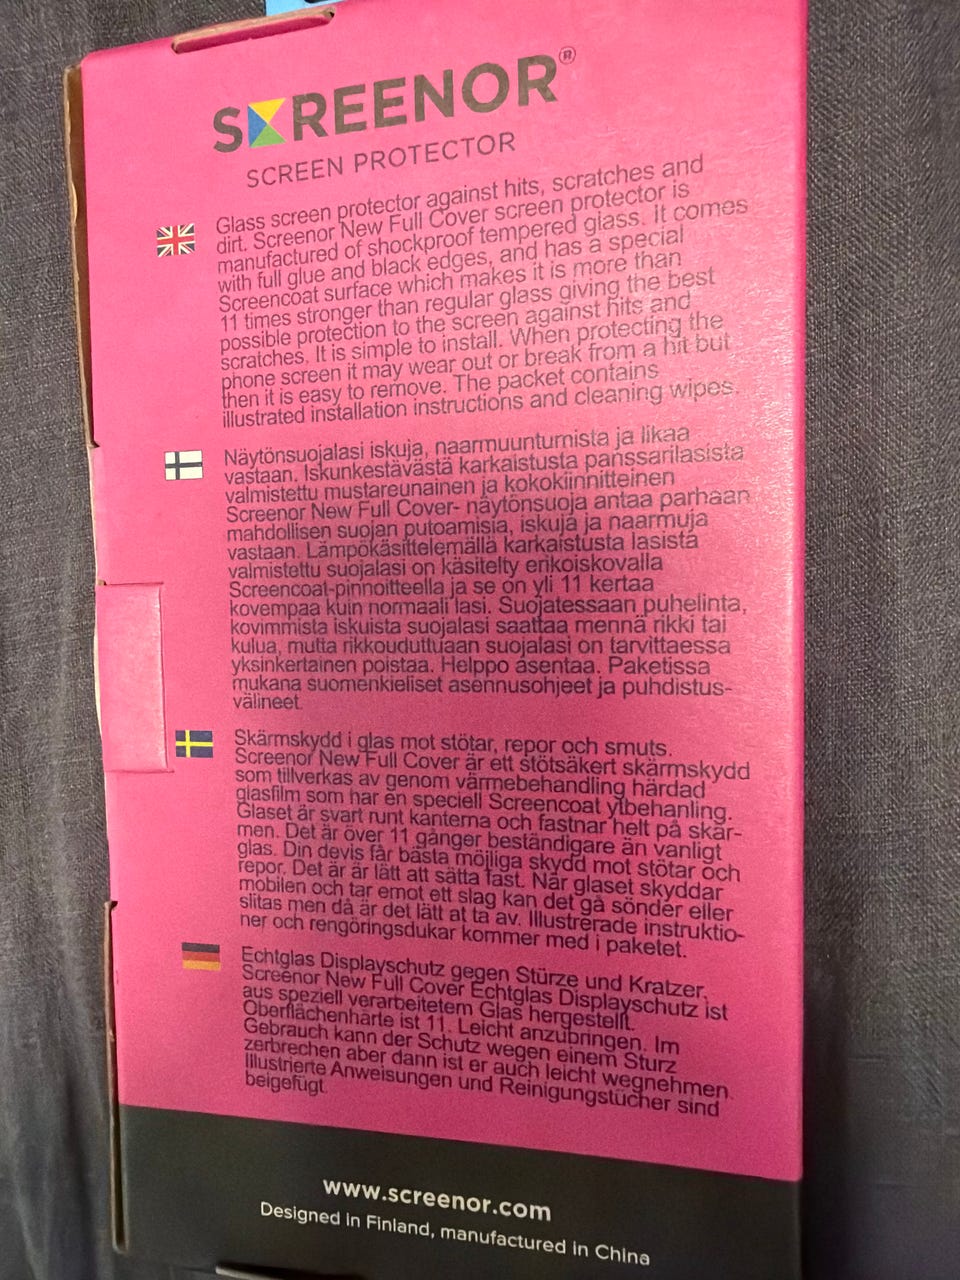 SCREENOR®
SCREEN PROTECTOR
Glass screen protector against hits, scratches and
dirt. Screenor New Full Cover screen protector is
manufactured of shockproof tempered glass. It comes
with full glue and black edges, and has a special
Screencoat surface which makes it is more than
11 times stronger than regular glass giving the best
possible protection to the screen against hits and
scratches. It is simple to install. When protecting the
phone screen it may wear out or break from a hit but
then it is easy to remove. The packet contains
illustrated installation instructions and cleaning wipes.
Näytönsuojalasi iskuja, naarmuuntumista ja likaa
vastaan. Iskunkestävästä karkaistusta panssarilasista
valmistettu mustareunainen ja kokokiinnitteinen
Screenor New Full Cover- näytönsuoja antaa parhaan
mahdollisen suojan putoamisia, iskuja ja naarmuja
vastaan. Lämpökäsittelemällä karkaistusta lasista
valmistettu suojalasi on käsitelty erikoiskovalla
Screencoat-pinnoitteella ja se on yli 11 kertaa
kovempaa kuin normaali lasi. Suojatessaan puhelinta,
kovimmista iskuista suojalasi saattaa mennä rikki tai
kulua, mutta rikkouduttuaan suojalasi on tarvittaessa
yksinkertainen poistaa. Helppo asentaa. Paketissa
mukana suomenkieliset asennusohjeet ja puhdistus-
välineet.
Skärmskydd i glas mot stötar, repor och smuts.
Screenor New Full Cover är ett stötsäkert skärmskydd
som tillverkas av genom värmebehandling härdad
glasfilm som har en speciell Screencoat ytbehanling.
Glaset är svart runt kanterna och fastnar helt på skär-
men. Det är över 11 gånger beständigare än vanligt
glas. Din devis får bästa möjliga skydd mot stötar och
repor. Det är är lätt att sätta fast. När glaset skyddar
mobilen och tar emot ett slag kan det gå sönder eller
slitas men då är det lätt at ta av. Illustrerade instruktio-
ner och rengöringsdukar kommer med i paketet.
Echtglas Displayschutz gegen Stürze und Kratzer.
Screenor New Full Cover Echtglas Displayschutz ist
aus speziell verarbeitetem Glas hergestellt.
Oberflächenhärte ist 11. Leicht anzubringen. Im
Gebrauch kann der Schutz wegen einem Sturz
zerbrechen aber dann ist er auch leicht wegnehmen.
Illustrierte Anweisungen und Reinigungstücher sind
beigefügt.
www.screenor.com
Designed in Finland, manufactured in China